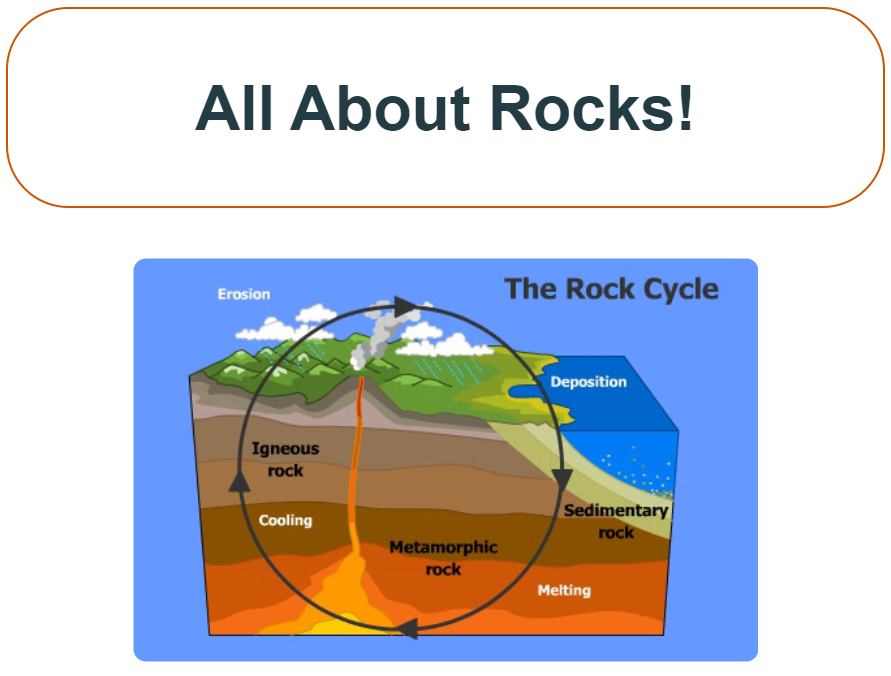 All About Rocks!
The Rock Cycle
Erosion
Deposition
Igneous
rock
Sedimentary
rock
Cooling
Metamorphic
rock
Melting